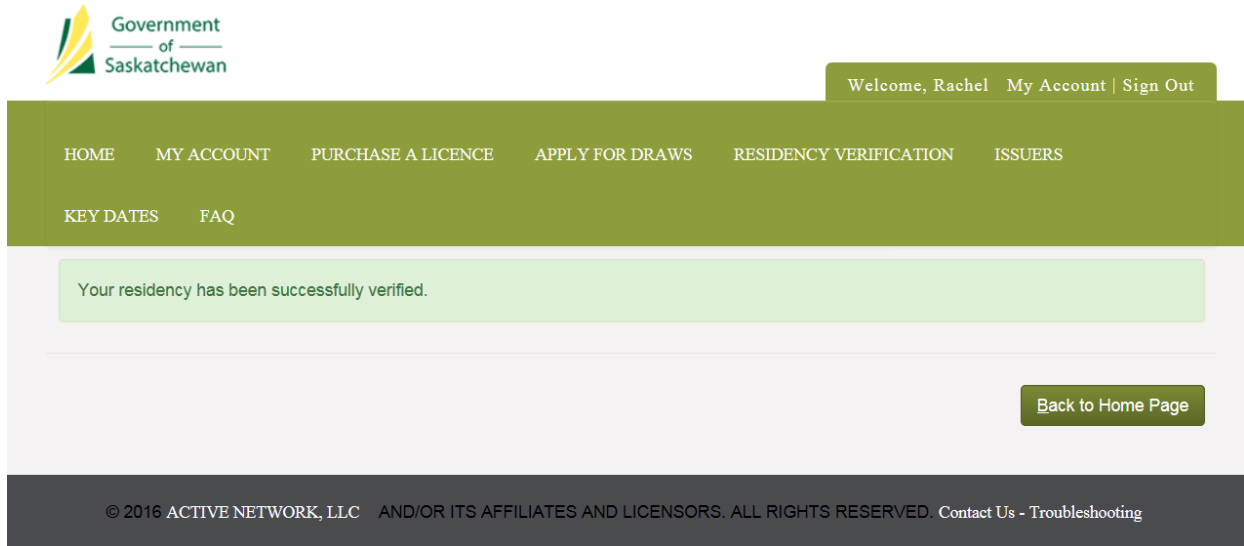 Government
of
Saskatchewan
Welcome, Rachel My Account | Sign Out
HOME MY ACCOUNT PURCHASE A LICENCE APPLY FOR DRAWS RESIDENCY VERIFICATION ISSUERS
KEY DATES FAQ
Your residency has been successfully verified.
Back to Home Page
© 2016 ACTIVE NETWORK, LLC AND/OR ITS AFFILIATES AND LICENSORS. ALL RIGHTS RESERVED. Contact Us - Troubleshooting